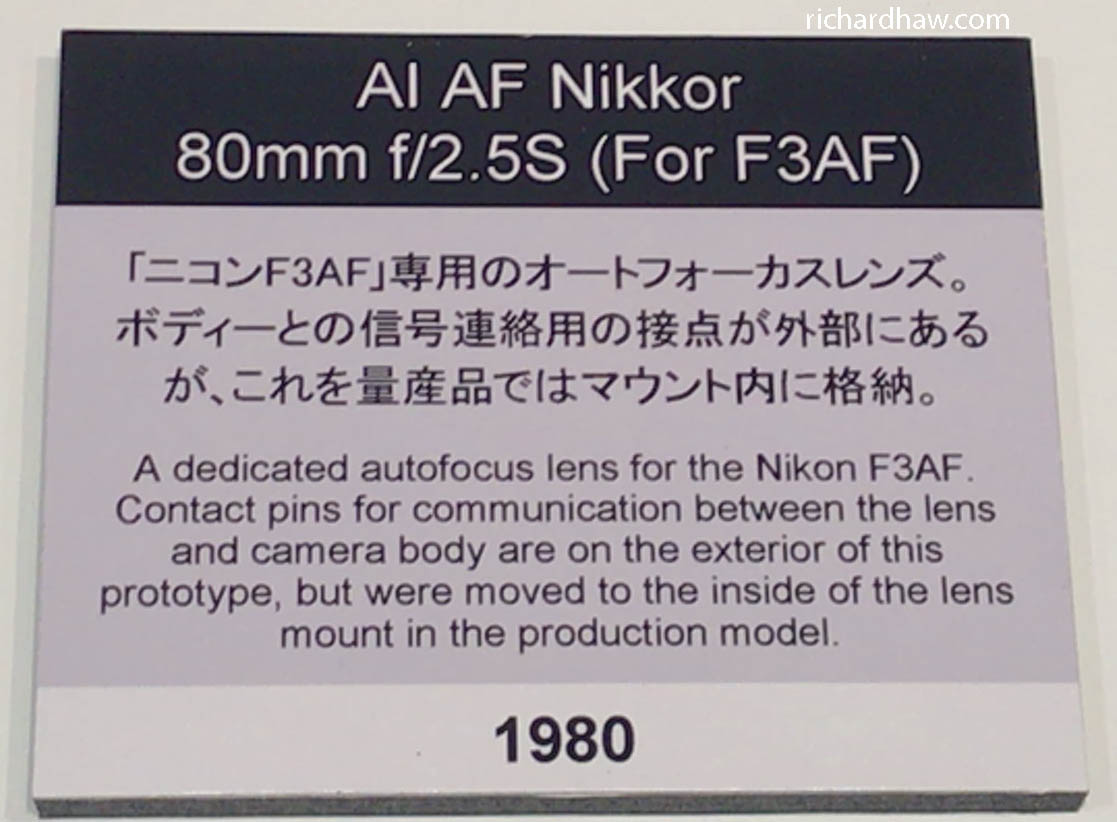 richardhaw.com
AI AF Nikkor
80mm f/2.5S (For F3AF)
「ニコンF3AF」専用のオートフォーカスレンズ。
ボディーとの信号連絡用の接点が外部にある
が、これを量産品ではマウント内に格納。
A dedicated autofocus lens for the Nikon F3AF.
Contact pins for communication between the lens
and camera body are on the exterior of this
prototype, but were moved to the inside of the lens
mount in the production model.
1980